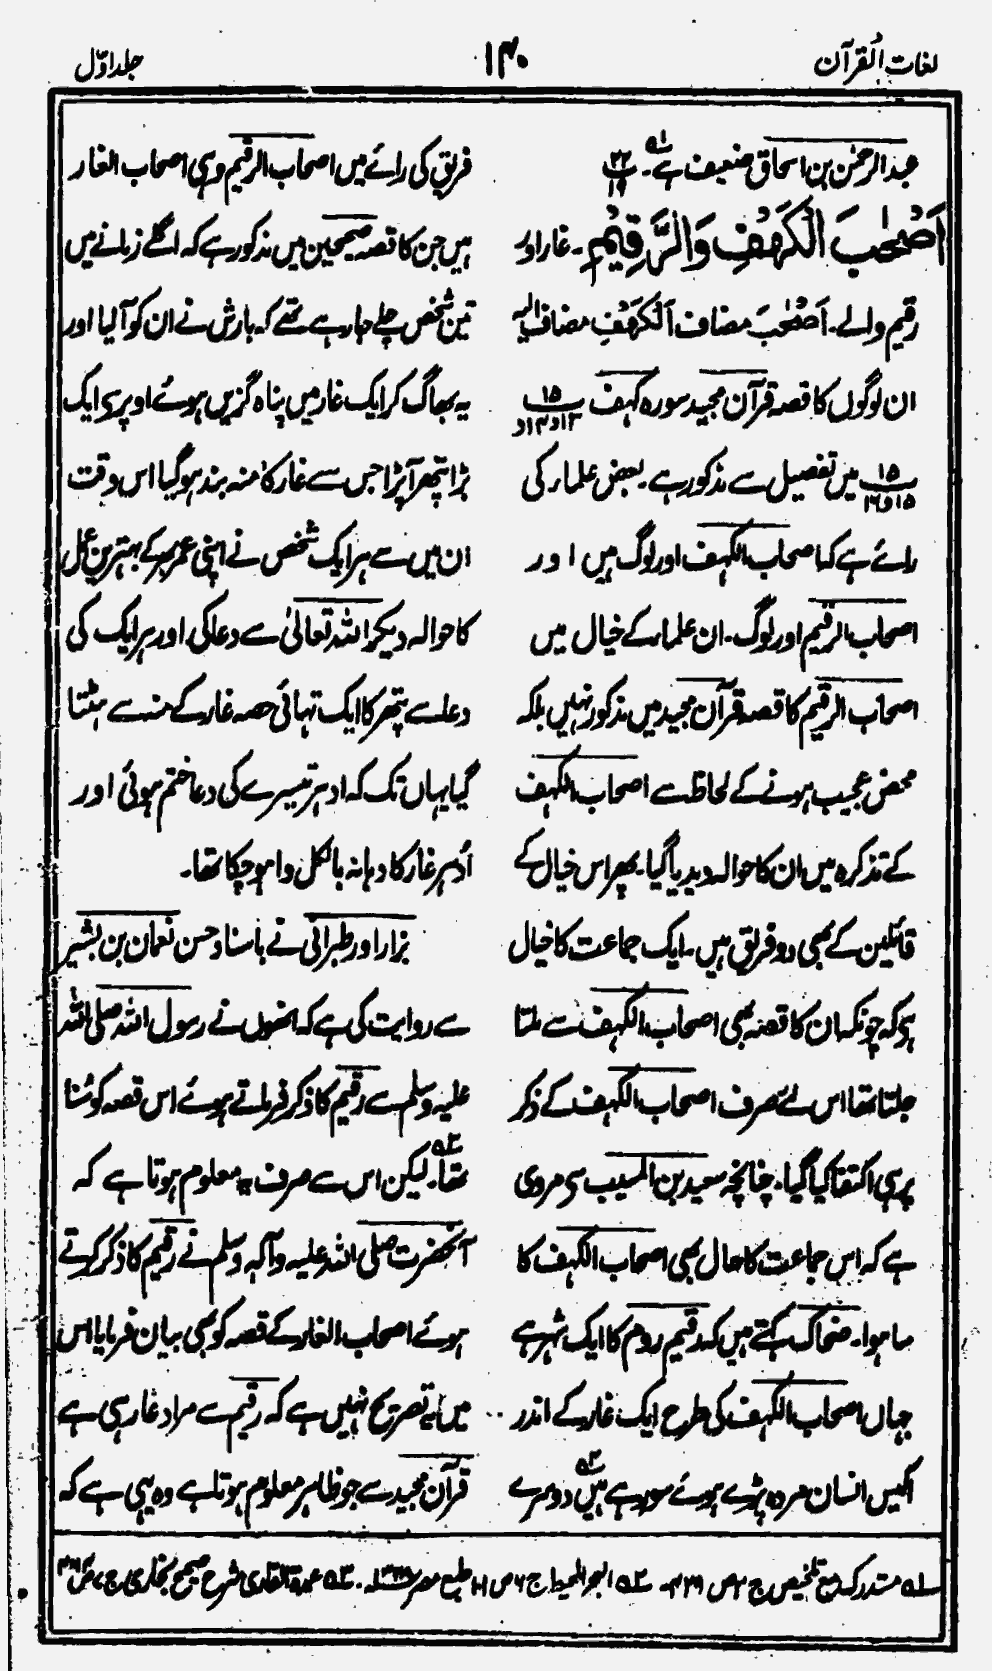 لغات القرآن
۱۴۰
جلد اوّل
عبدالرحمٰن بن اسحاق ضعیف ہے۔ ؎۱ پ ۲۲ ۱۶
اَصْحٰبَ الْکَهْفِ وَالرَّقِیْمِ۔ غار اور
رقیم والے۔ اَصْحٰبَ مضاف اَلْکَهْفِ مضاف الیہ
ان لوگوں کا قصہ قرآن مجید سورہ کہف پ ۱۵ ۱۳و۱۴و
پ ۱۵ ۱۵و۱۶ میں تفصیل سے مذکور ہے۔ بعض علماء کی
رائے ہے کہ اصحاب الکہف اور لوگ ہیں اور
اصحاب الرقیم اور لوگ۔ ان علماء کے خیال میں
اصحاب الرقیم کا قصہ قرآن مجید میں مذکور نہیں بلکہ
محض عجیب ہونے کے لحاظ سے اصحاب الکہف
کے تذکرہ میں ان کا حوالہ دیدیا گیا۔ پھر اس خیال کے
قائلین کے بھی دو فریق ہیں۔ ایک جماعت کا خیال
ہو کہ چونکہ ان کا قصہ بھی اصحاب الکہف سے ملتا
جلتا تھا اس لئے صرف اصحاب الکہف کے ذکر
پر ہی اکتفا کیا گیا۔ چنانچہ سعید بن المسیب سے مروی
ہے کہ اس جماعت کا حال بھی اصحاب الکہف کا
سا ہوا۔ ضحاک کہتے ہیں کہ رقیم روم کا ایک شہر ہے
جہاں اصحاب الکہف کی طرح ایک غار کے اندر
اکیس انسان مردہ پڑے ہوئے سو رہے ہیں ؎۲ دوسرے
فریق کی رائے میں اصحاب الرقیم وہی اصحاب الغار
ہیں جن کا قصہ صحیحین میں مذکور ہے کہ اگلے زمانے میں
تین شخص چلے جا رہے تھے کہ بارش نے ان کو آلیا اور
یہ بھاگ کر ایک غار میں پناہ گزیں ہوئے اوپر سے ایک
بڑا پتھر آپڑا جس سے غار کا منہ بند ہو گیا اس وقت
ان میں سے ہر ایک شخص نے اپنی عمر بھر کے بہترین عمل
کا حوالہ دیکر اللہ تعالیٰ سے دعا کی اور ہر ایک کی
دعا سے پتھر کا ایک تہائی حصہ غار کے منہ سے ہٹتا
گیا یہاں تک کہ ادہر تیسرے کی دعا ختم ہوئی اور
اُدہر غار کا دہانہ بالکل وا ہو چکا تھا۔
بزار اور طبرانی نے باسناد حسن نعمان بن بشیر
سے روایت کی ہے کہ انھوں نے رسول اللہ صلی اللہ
علیہ وسلم سے رقیم کا ذکر فرماتے ہوئے اس قصہ کو سُنا
تھا۔ ؎۳ لیکن اس سے صرف یہ معلوم ہوتا ہے کہ
آنحضرت صلی اللہ علیہ وآلہ وسلم نے رقیم کا ذکر کرتے
ہوئے اصحاب الغار کے قصہ کو بھی بیان فرمایا اس
میں یہ تصریح نہیں ہے کہ رقیم سے مراد غار ہی ہے
قرآن مجید سے جو ظاہر معلوم ہوتا ہے وہ یہی ہے کہ
؎۱ مستدرک مع تلخیص ج ۲ ص ۴۳۹۔ ؎۲ البحر المحیط ج ۶ ص ۱۰۱ طبع مصر ۱۳۲۸ھ۔ ؎۳ عمدۃ القاری شرح صحیح بخاری ج ۷ ص